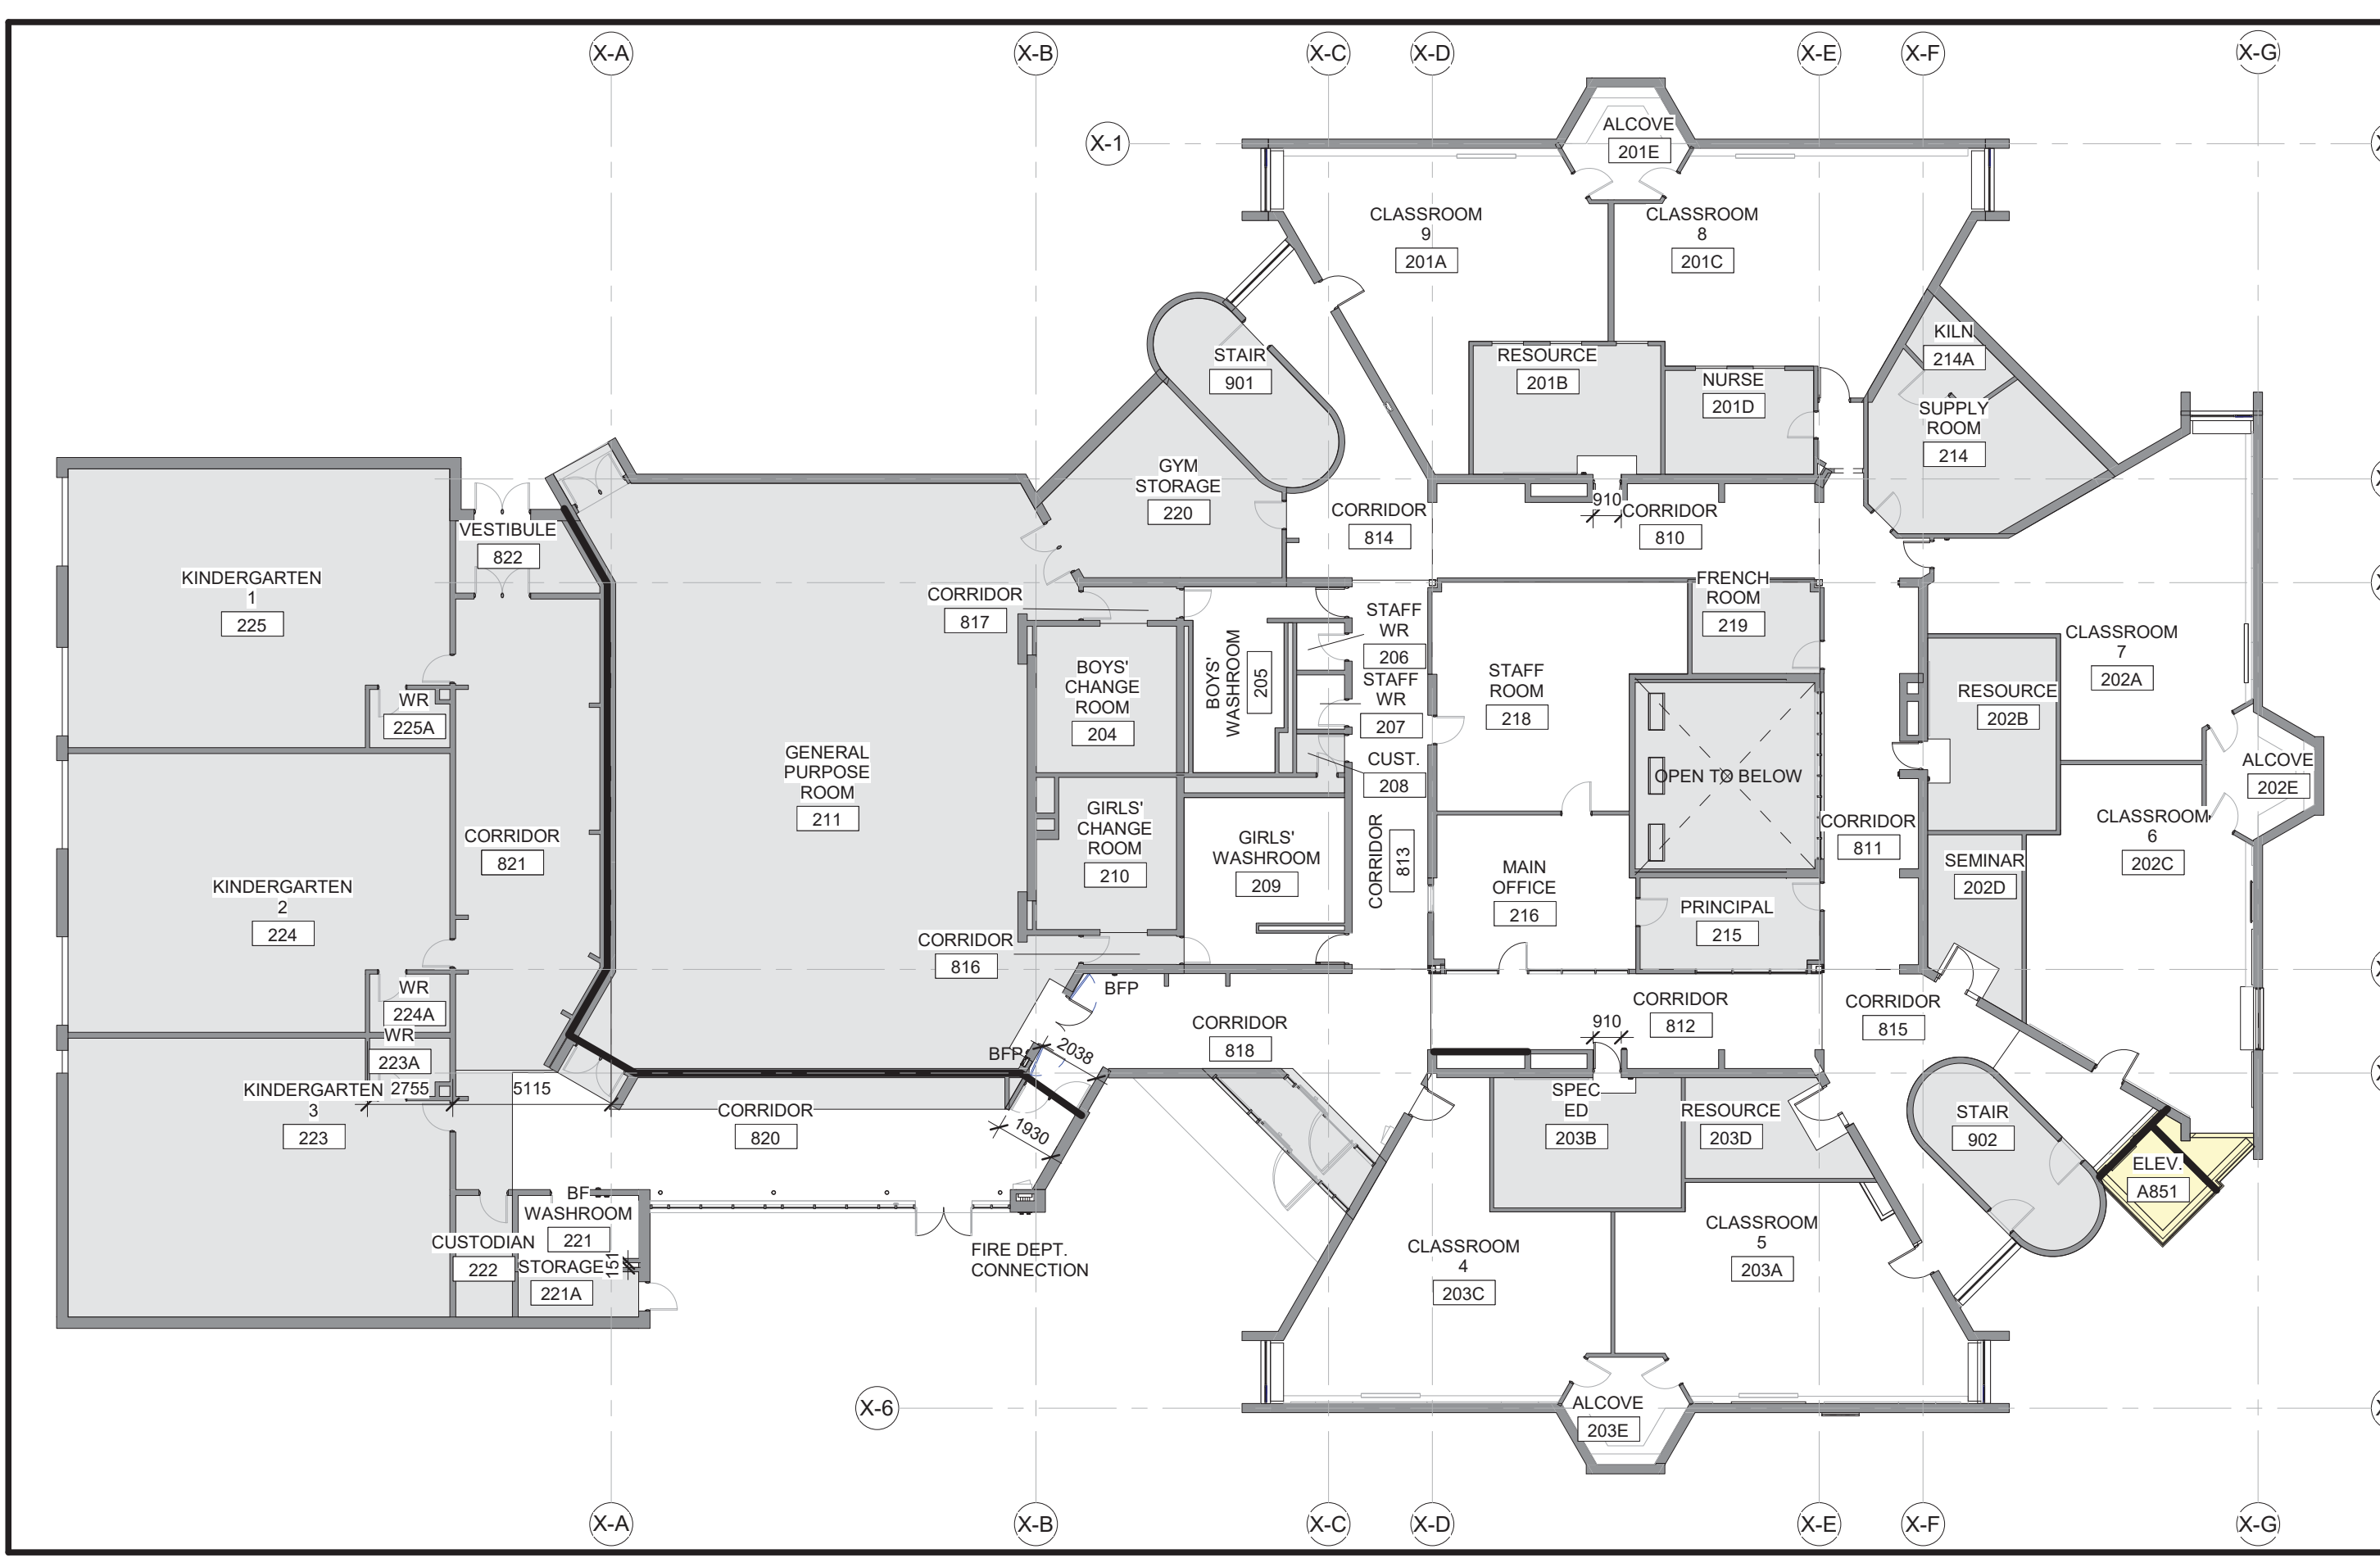 X-A
X-B
X-C
X-D
X-E
X-F
X-G
X-1
ALCOVE
201E
CLASSROOM
9
201A
CLASSROOM
8
201C
STAIR
901
RESOURCE
201B
NURSE
201D
KILN
214A
SUPPLY
ROOM
214
GYM
STORAGE
220
CORRIDOR
814
910
CORRIDOR
810
VESTIBULE
822
KINDERGARTEN
1
225
CORRIDOR
817
STAFF
WR
206
FRENCH
ROOM
219
CLASSROOM
7
202A
BOYS'
WASHROOM
205
BOYS'
CHANGE
ROOM
204
STAFF
WR
207
STAFF
ROOM
218
RESOURCE
202B
WR
225A
GENERAL
PURPOSE
ROOM
211
CUST.
208
OPEN TO BELOW
ALCOVE
202E
CORRIDOR
821
GIRLS'
CHANGE
ROOM
210
GIRLS'
WASHROOM
209
CORRIDOR
813
CORRIDOR
811
CLASSROOM
6
202C
KINDERGARTEN
2
224
MAIN
OFFICE
216
SEMINAR
202D
PRINCIPAL
215
CORRIDOR
816
WR
224A
BFP
CORRIDOR
818
910
CORRIDOR
812
CORRIDOR
815
WR
223A
BFP
2038
KINDERGARTEN
3
223
2755
5115
CORRIDOR
820
1930
SPEC
ED
203B
RESOURCE
203D
STAIR
902
ELEV.
A851
BF
WASHROOM
221
CUSTODIAN
222
STORAGE
221A
151
FIRE DEPT.
CONNECTION
CLASSROOM
4
203C
CLASSROOM
5
203A
X-6
ALCOVE
203E
X-A
X-B
X-C
X-D
X-E
X-F
X-G